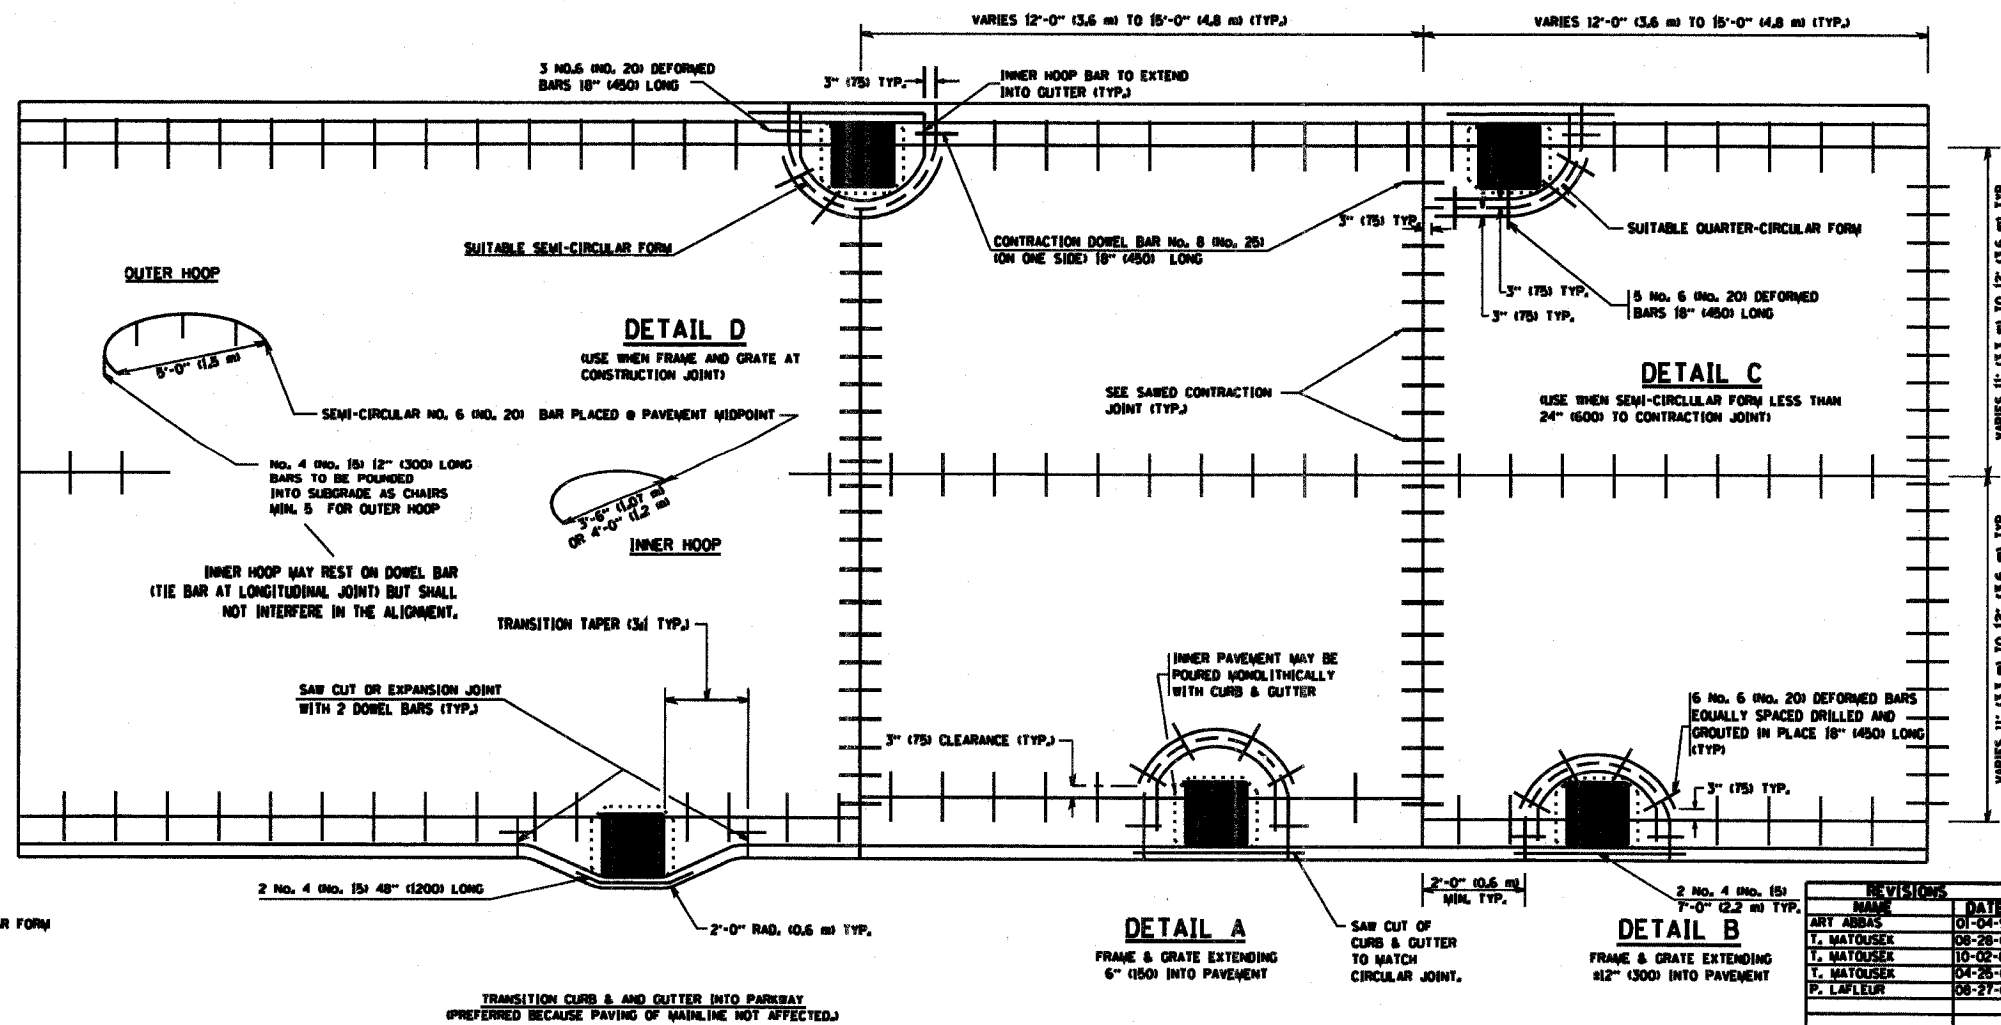 VARIES 12'-0" (3.6 m) TO 15'-0" (4.8 m) (TYP.)
VARIES 12'-0" (3.6 m) TO 15'-0" (4.8 m) (TYP.)
3 NO.6 (NO. 20) DEFORMED
BARS 18" (450) LONG
3" (75) TYP.
INNER HOOP BAR TO EXTEND
INTO GUTTER (TYP.)
SUITABLE SEMI-CIRCULAR FORM
CONTRACTION DOWEL BAR No. 8 (No. 25)
(ON ONE SIDE) 18" (450) LONG
3" (75) TYP.
SUITABLE QUARTER-CIRCULAR FORM
3" (75) TYP.
3" (75) TYP.
5 No. 6 (No. 20) DEFORMED
BARS 18" (450) LONG
OUTER HOOP
5'-0" (1.5 m)
DETAIL D
(USE WHEN FRAME AND GRATE AT
CONSTRUCTION JOINT)
SEE SAWED CONTRACTION
JOINT (TYP.)
DETAIL C
(USE WHEN SEMI-CIRCLULAR FORM LESS THAN
24" (600) TO CONTRACTION JOINT)
SEMI-CIRCULAR NO. 6 (NO. 20) BAR PLACED @ PAVEMENT MIDPOINT
No. 4 (No. 15) 12" (300) LONG
BARS TO BE POUNDED
INTO SUBGRADE AS CHAIRS
MIN. 5 FOR OUTER HOOP
3'-6" (1.07 m)
OR 4'-0" (1.2 m)
INNER HOOP
INNER HOOP MAY REST ON DOWEL BAR
(TIE BAR AT LONGITUDINAL JOINT) BUT SHALL
NOT INTERFERE IN THE ALIGNMENT.
TRANSITION TAPER (3:1 TYP.)
SAW CUT OR EXPANSION JOINT
WITH 2 DOWEL BARS (TYP.)
INNER PAVEMENT MAY BE
POURED MONOLITHICALLY
WITH CURB & GUTTER
3" (75) CLEARANCE (TYP.)
6 No. 6 (No. 20) DEFORMED BARS
EQUALLY SPACED DRILLED AND
GROUTED IN PLACE 18" (450) LONG
(TYP)
3" (75) TYP.
2 No. 4 (No. 15) 48" (1200) LONG
2'-0" RAD. (0.6 m) TYP.
2'-0" (0.6 m)
MIN. TYP.
2 No. 4 (No. 15)
7'-0" (2.2 m) TYP.
DETAIL A
FRAME & GRATE EXTENDING
6" (150) INTO PAVEMENT
SAW CUT OF
CURB & GUTTER
TO MATCH
CIRCULAR JOINT.
DETAIL B
FRAME & GRATE EXTENDING
±12" (300) INTO PAVEMENT
R FORM
TRANSITION CURB & AND GUTTER INTO PARKWAY
(PREFERRED BECAUSE PAVING OF MAINLINE NOT AFFECTED.)
REVISIONS
NAME DATE
ART ABBAS 01-04-
T. MATOUSEK 08-28-
T. MATOUSEK 10-02-
T. MATOUSEK 04-26-
P. LAFLEUR 08-27-